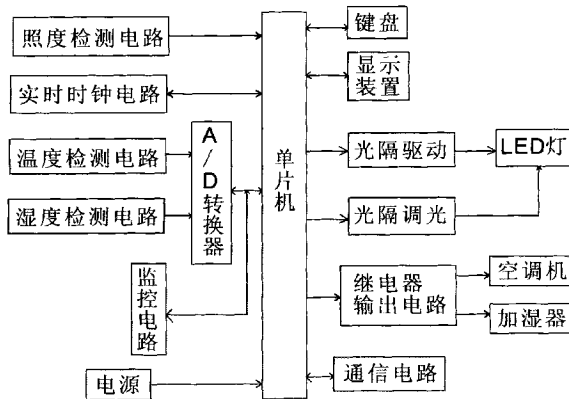 照度检测电路
实时时钟电路
温度检测电路
湿度检测电路
A/D转换器
监控电路
电源
单片机
键盘
显示
装置
光隔驱动
LED灯
光隔调光
继电器
输出电路
空调机
加湿器
通信电路